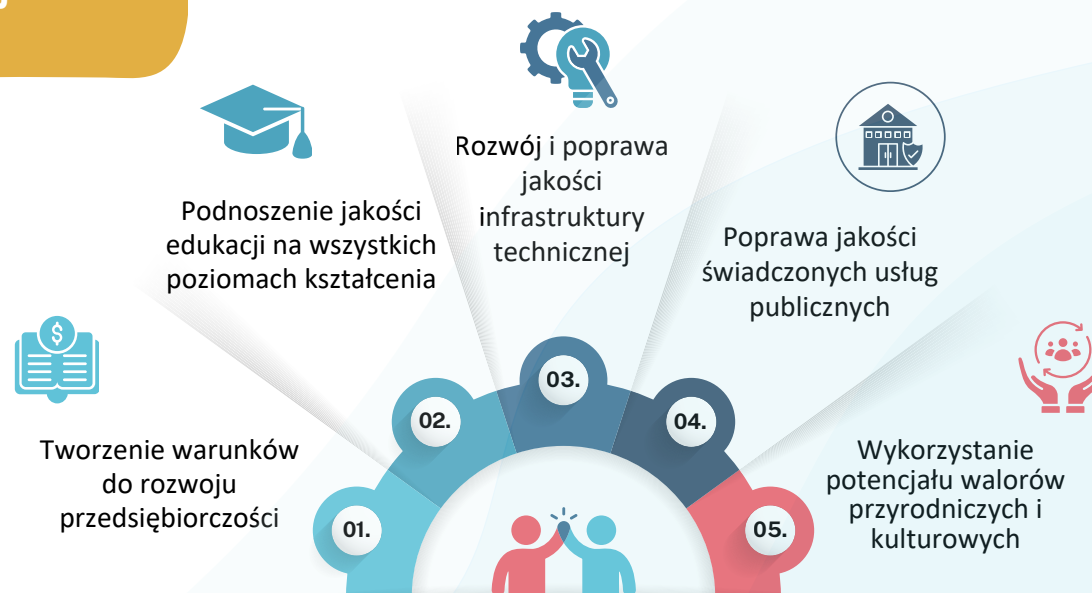 Tworzenie warunków
do rozwoju
przedsiębiorczości
01.
Podnoszenie jakości
edukacji na wszystkich
poziomach kształcenia
02.
Rozwój i poprawa
jakości
infrastruktury
technicznej
03.
Poprawa jakości
świadczonych usług
publicznych
04.
Wykorzystanie
potencjału walorów
przyrodniczych i
kulturowych
05.
$